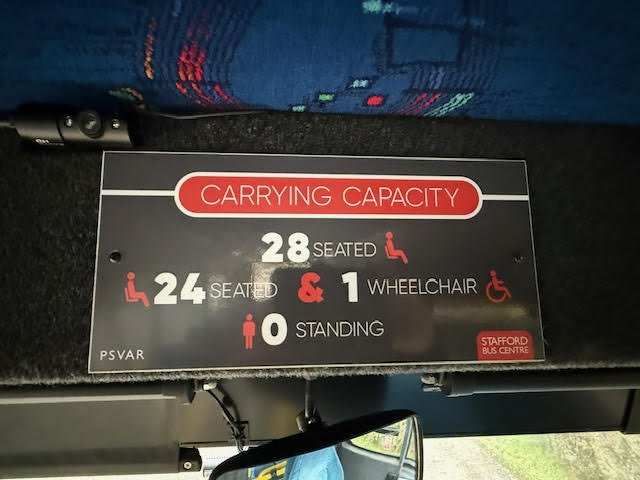 CARRYING CAPACITY
28 SEATED
24 SEATED & 1 WHEELCHAIR
0 STANDING
PSVAR
STAFFORD
BUS CENTRE